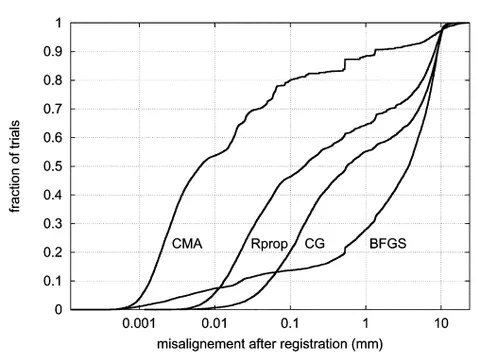 1
0.9
0.8
0.7
0.6
0.5
0.4
0.3
0.2
0.1
0
fraction of trials
CMA Rprop CG BFGS
0.001 0.01 0.1 1 10
misalignement after registration (mm)